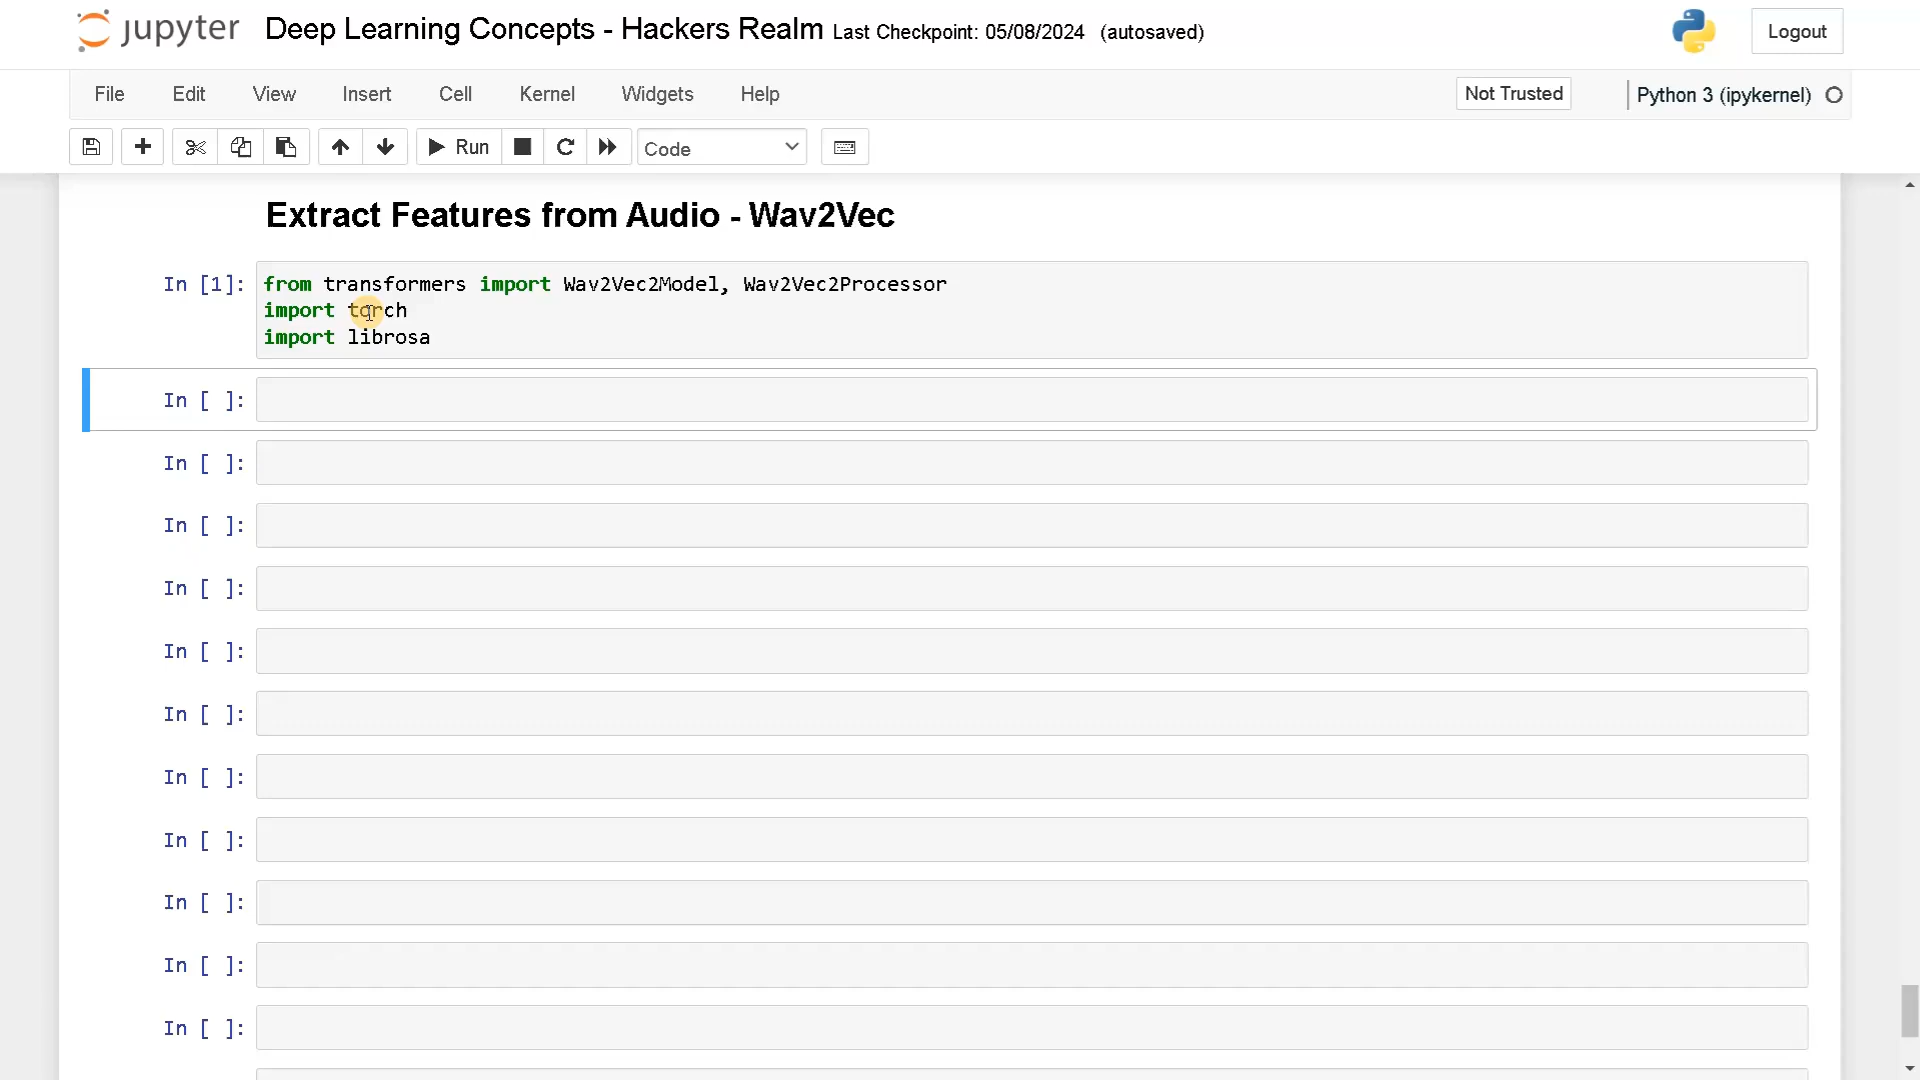 jupyter Deep Learning Concepts - Hackers Realm Last Checkpoint: 05/08/2024 (autosaved) Logout
File Edit View Insert Cell Kernel Widgets Help Not Trusted Python 3 (ipykernel)
Run Code
Extract Features from Audio - Wav2Vec
In [1]: from transformers import Wav2Vec2Model, Wav2Vec2Processor
import torch
import librosa
In [ ]:
In [ ]:
In [ ]:
In [ ]:
In [ ]:
In [ ]:
In [ ]:
In [ ]:
In [ ]:
In [ ]:
In [ ]: